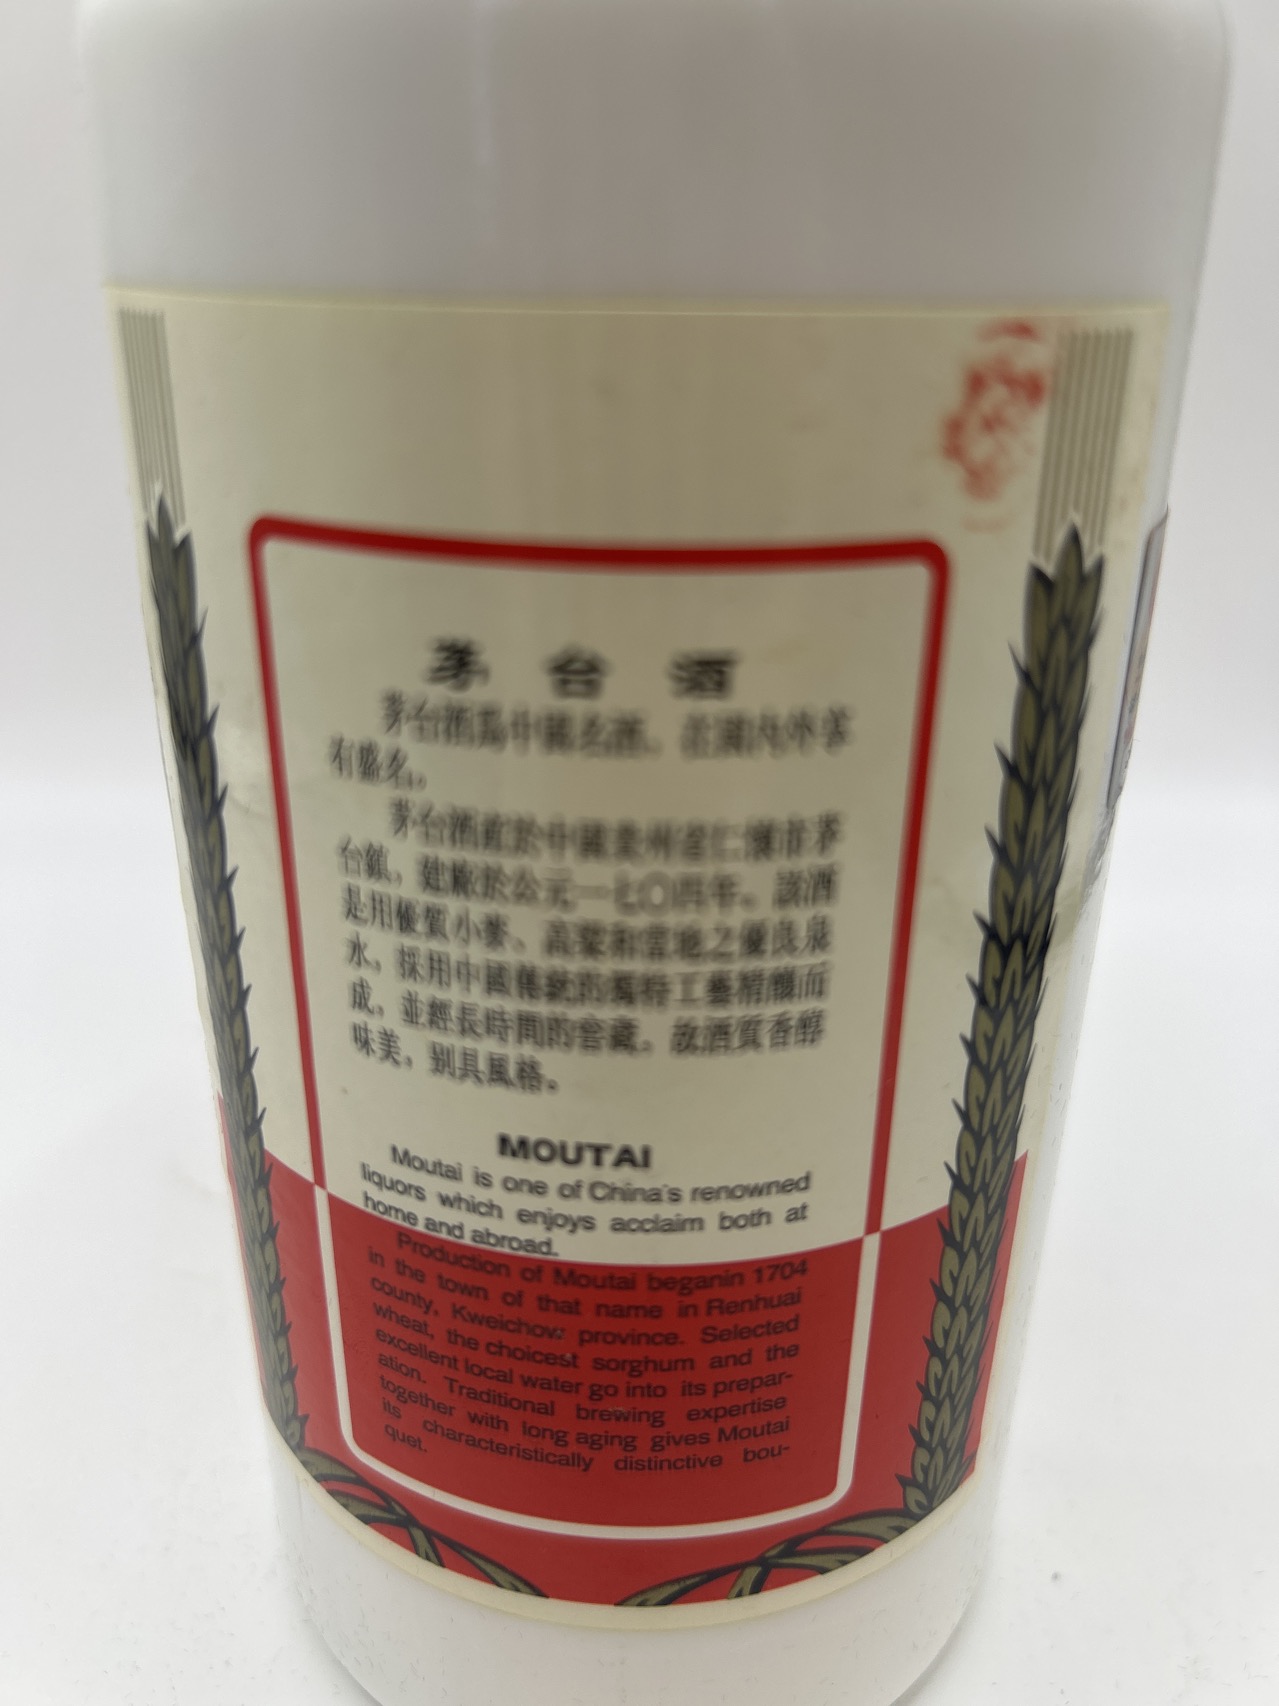 茅台酒
茅台酒為中國名酒。在國內外享
有盛名。
茅台酒產於中國貴州省仁懷市茅
台鎮，建廠於公元一七〇四年。該酒
是用優質小麥、高粱和當地之優良泉
水，採用中國傳統的獨特工藝精釀而
成，並經長時間的窖藏。故酒質香醇
味美，别具風格。
MOUTAI
Moutai is one of China's renowned
liquors which enjoys acclaim both at
home and abroad.
Production of Moutai beganin 1704
in the town of that name in Renhuai
county, Kweichow province. Selected
wheat, the choicest sorghum and the
excellent local water go into its prepar-
ation. Traditional brewing expertise
together with long aging gives Moutai
its characteristically distinctive bou-
quet.